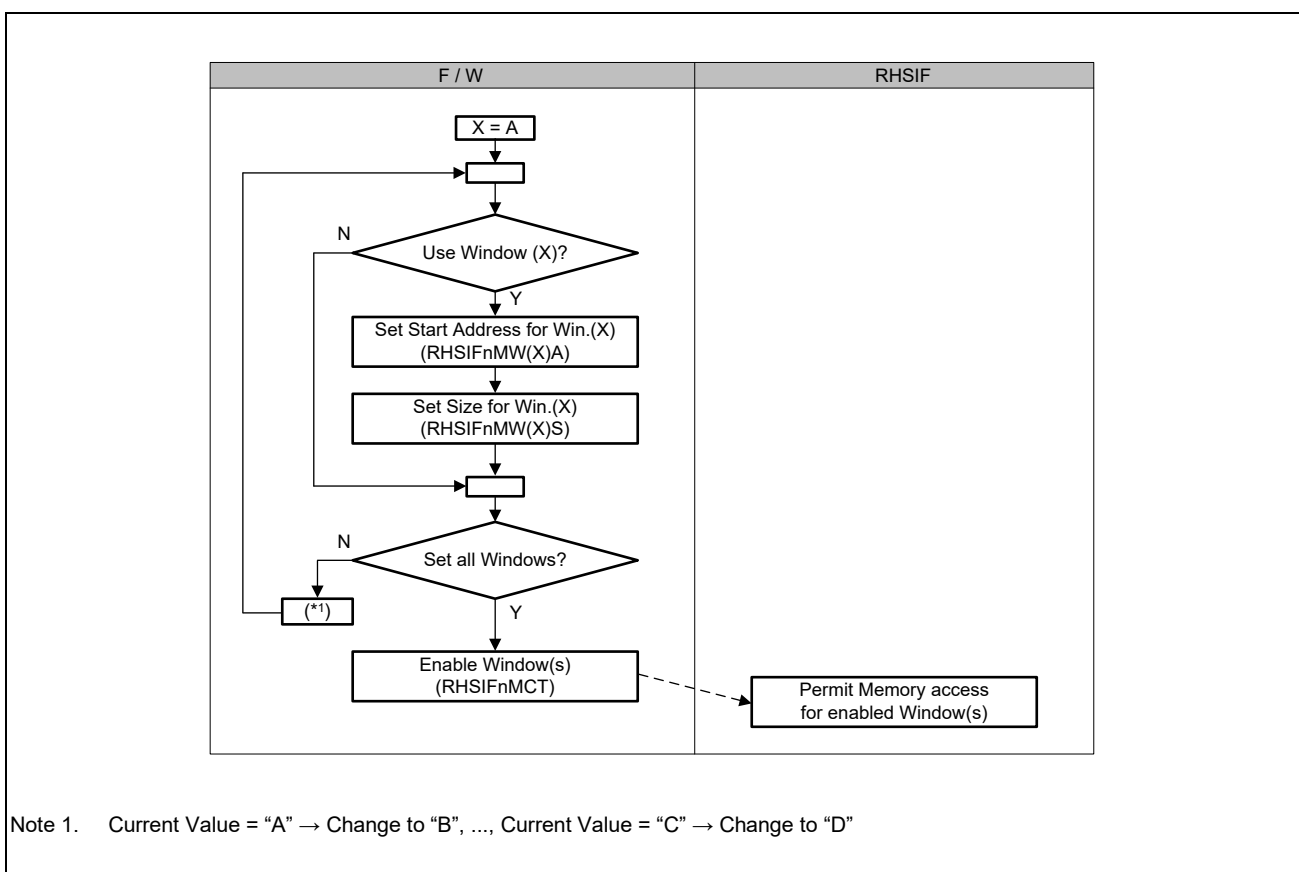 F / W
RHSIF
X = A
N
Use Window (X)?
Y
Set Start Address for Win.(X)
(RHSIFnMW(X)A)
Set Size for Win.(X)
(RHSIFnMW(X)S)
N
Set all Windows?
(*1)
Y
Enable Window(s)
(RHSIFnMCT)
Permit Memory access
for enabled Window(s)
Note 1. Current Value = “A” → Change to “B”, ..., Current Value = “C” → Change to “D”